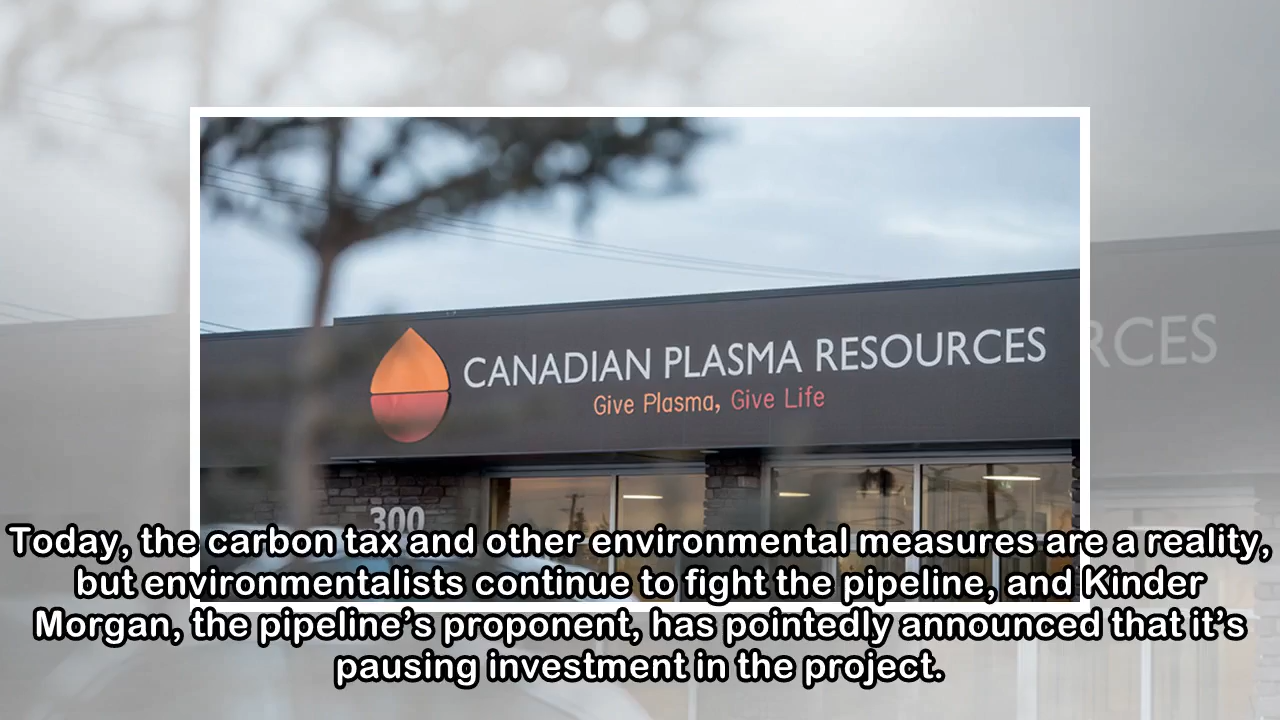 CANADIAN PLASMA RESOURCES
RCES
Give Plasma, Give Life
300
Today, the carbon tax and other environmental measures are a reality,
but environmentalists continue to fight the pipeline, and Kinder
Morgan, the pipeline’s proponent, has pointedly announced that it’s
pausing investment in the project.